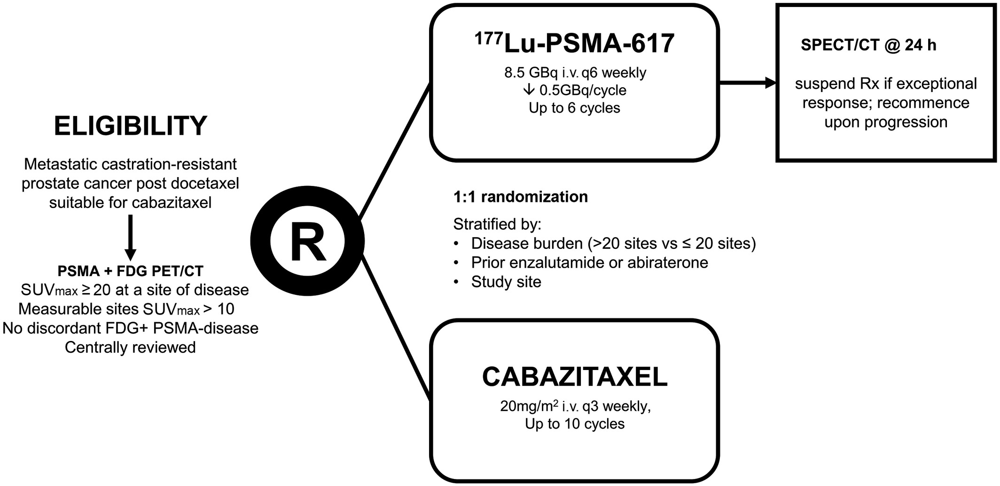 ELIGIBILITY
Metastatic castration-resistant
prostate cancer post docetaxel
suitable for cabazitaxel
PSMA + FDG PET/CT
SUVmax ≥ 20 at a site of disease
Measurable sites SUVmax > 10
No discordant FDG+ PSMA-disease
Centrally reviewed
R
¹⁷⁷Lu-PSMA-617
8.5 GBq i.v. q6 weekly
↓ 0.5GBq/cycle
Up to 6 cycles
SPECT/CT @ 24 h
suspend Rx if exceptional
response; recommence
upon progression
1:1 randomization
Stratified by:
• Disease burden (>20 sites vs ≤ 20 sites)
• Prior enzalutamide or abiraterone
• Study site
CABAZITAXEL
20mg/m² i.v. q3 weekly,
Up to 10 cycles